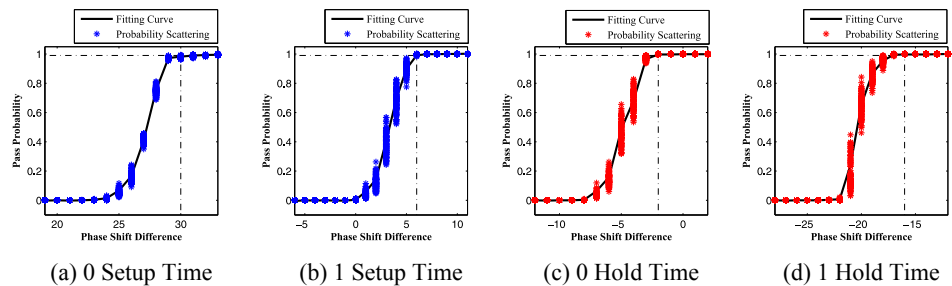 Fitting Curve
Probability Scattering
1
0.8
0.6
0.4
0.2
0
Pass Probability
20 25 30
Phase Shift Difference
(a) 0 Setup Time
Fitting Curve
Probability Scattering
1
0.8
0.6
0.4
0.2
0
Pass Probability
−5 0 5 10
Phase Shift Difference
(b) 1 Setup Time
Fitting Curve
Probability Scattering
1
0.8
0.6
0.4
0.2
0
Pass Probability
−10 −5 0
Phase Shift Difference
(c) 0 Hold Time
Fitting Curve
Probability Scattering
1
0.8
0.6
0.4
0.2
0
Pass Probability
−25 −20 −15
Phase Shift Difference
(d) 1 Hold Time